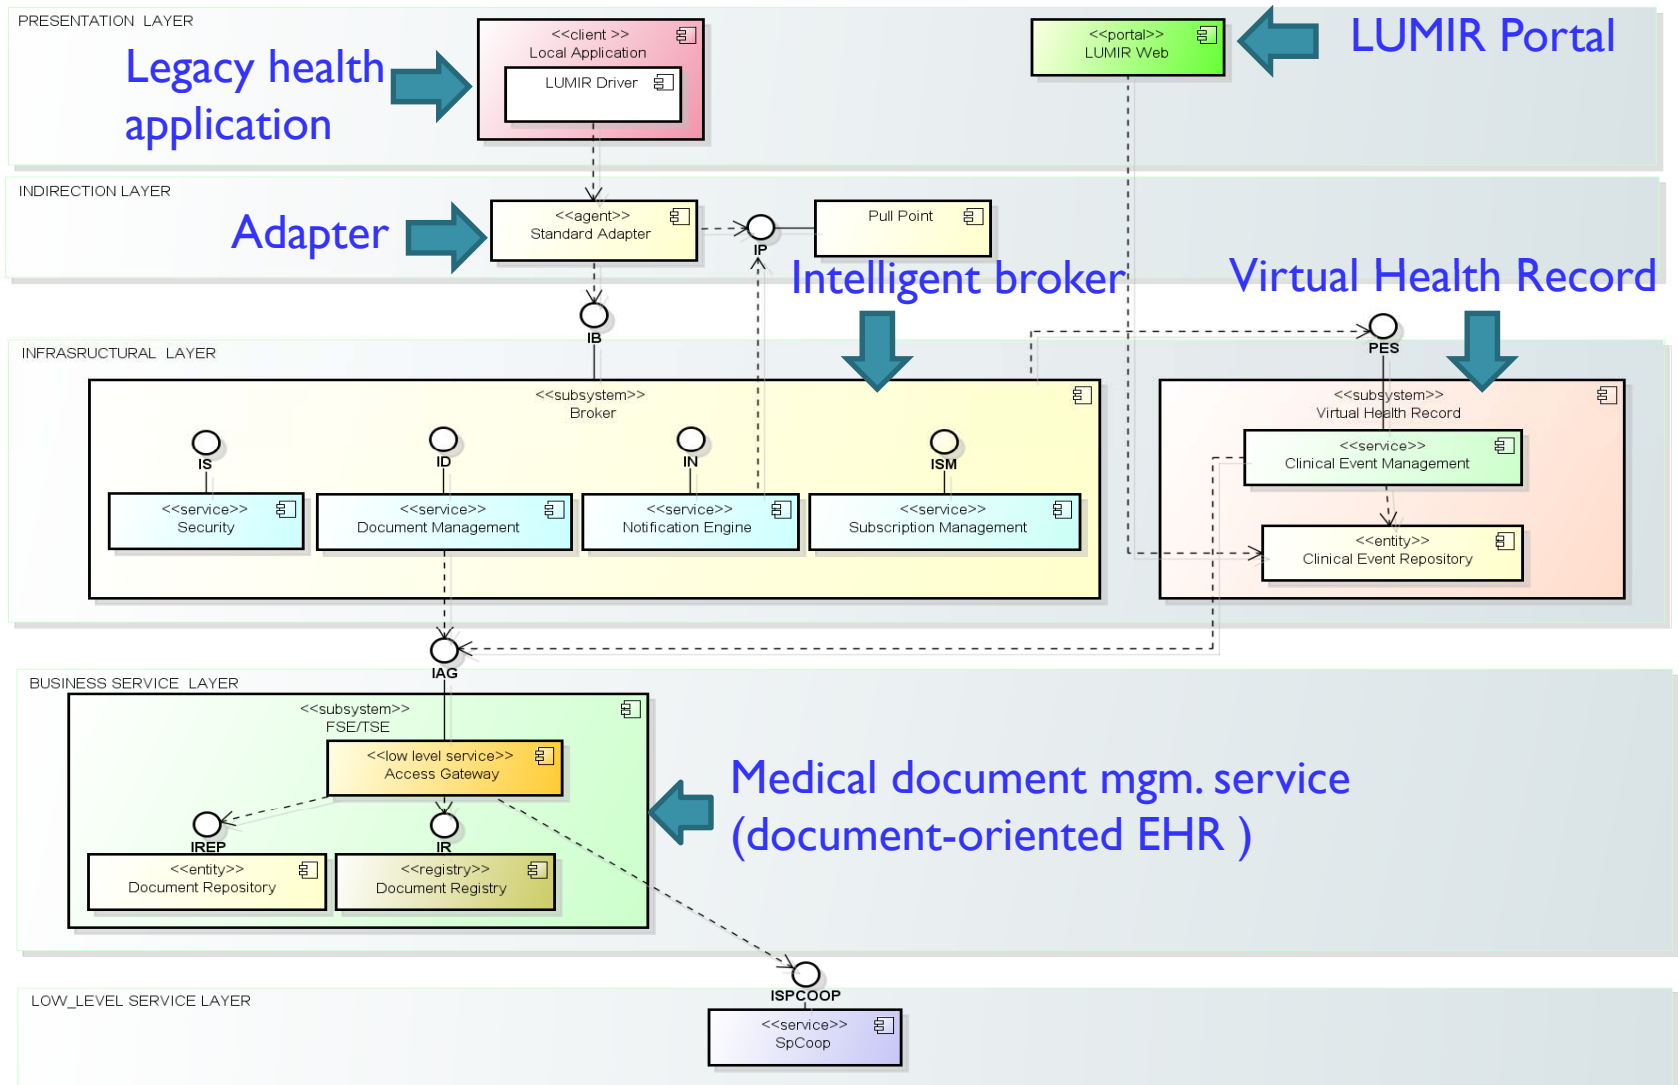 PRESENTATION LAYER
<<client >>
Local Application
LUMIR Driver
Legacy health
application
<<portal>>
LUMIR Web
LUMIR Portal
INDIRECTION LAYER
Adapter
<<agent>>
Standard Adapter
IP
Pull Point
Intelligent broker
Virtual Health Record
IB
PES
INFRASRUCTURAL LAYER
<<subsystem>>
Broker
IS
ID
IN
ISM
<<service>>
Security
<<service>>
Document Management
<<service>>
Notification Engine
<<service>>
Subscription Management
<<subsystem>>
Virtual Health Record
<<service>>
Clinical Event Management
<<entity>>
Clinical Event Repository
IAG
BUSINESS SERVICE LAYER
<<subsystem>>
FSE/TSE
<<low level service>>
Access Gateway
IREP
IR
<<entity>>
Document Repository
<<registry>>
Document Registry
Medical document mgm. service
(document-oriented EHR )
ISPCOOP
LOW_LEVEL SERVICE LAYER
<<service>>
SpCoop